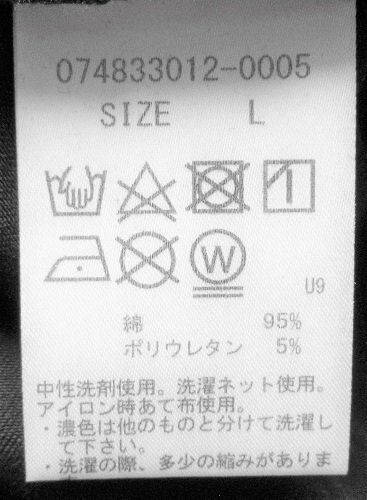 074833012-0005
SIZE L
W
U9
綿 95%
ポリウレタン 5%
中性洗剤使用。洗濯ネット使用。
アイロン時あて布使用。
・濃色は他のものと分けて洗濯し
て下さい。
・洗濯の際、多少の縮みがありま